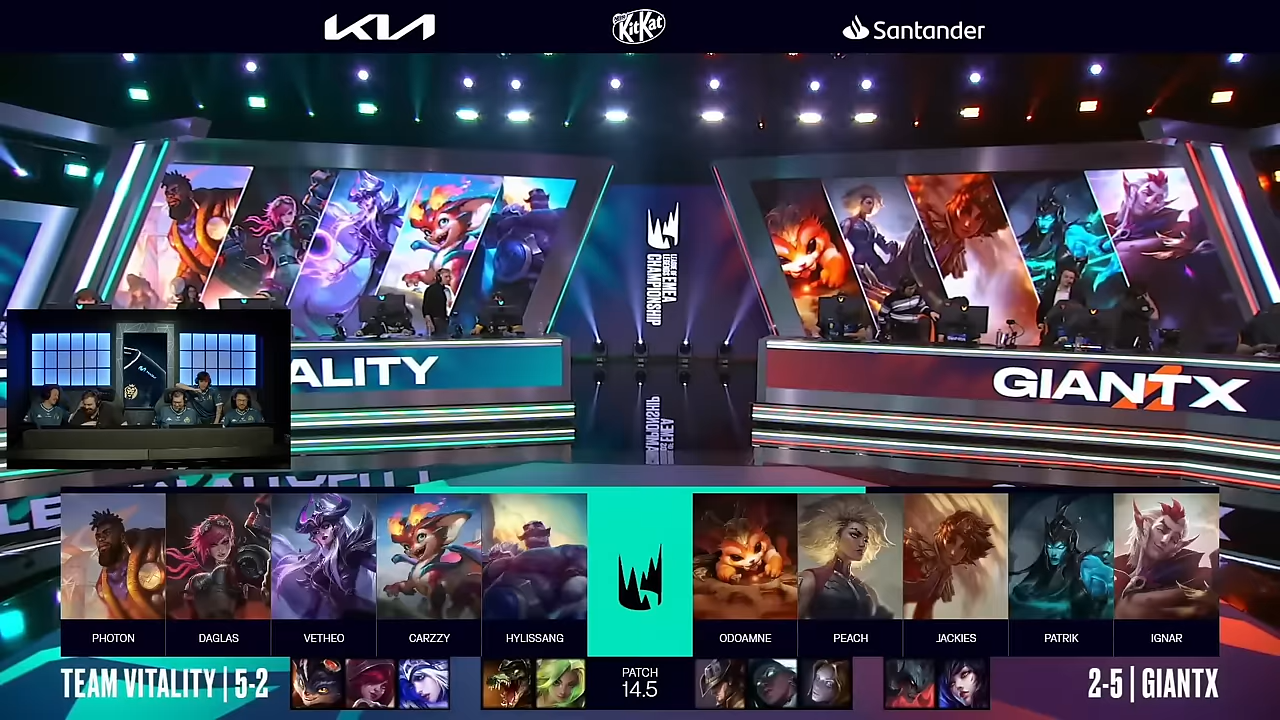 KIA
KitKat
Santander
LEAGUE OF LEGENDS EMEA
CHAMPIONSHIP
ALITY
GIANTX
PHOTON
DAGLAS
VETHEO
CARZZY
HYLISSANG
ODOAMNE
PEACH
JACKIES
PATRIK
IGNAR
TEAM VITALITY | 5-2
PATCH
14.5
2-5 | GIANTX